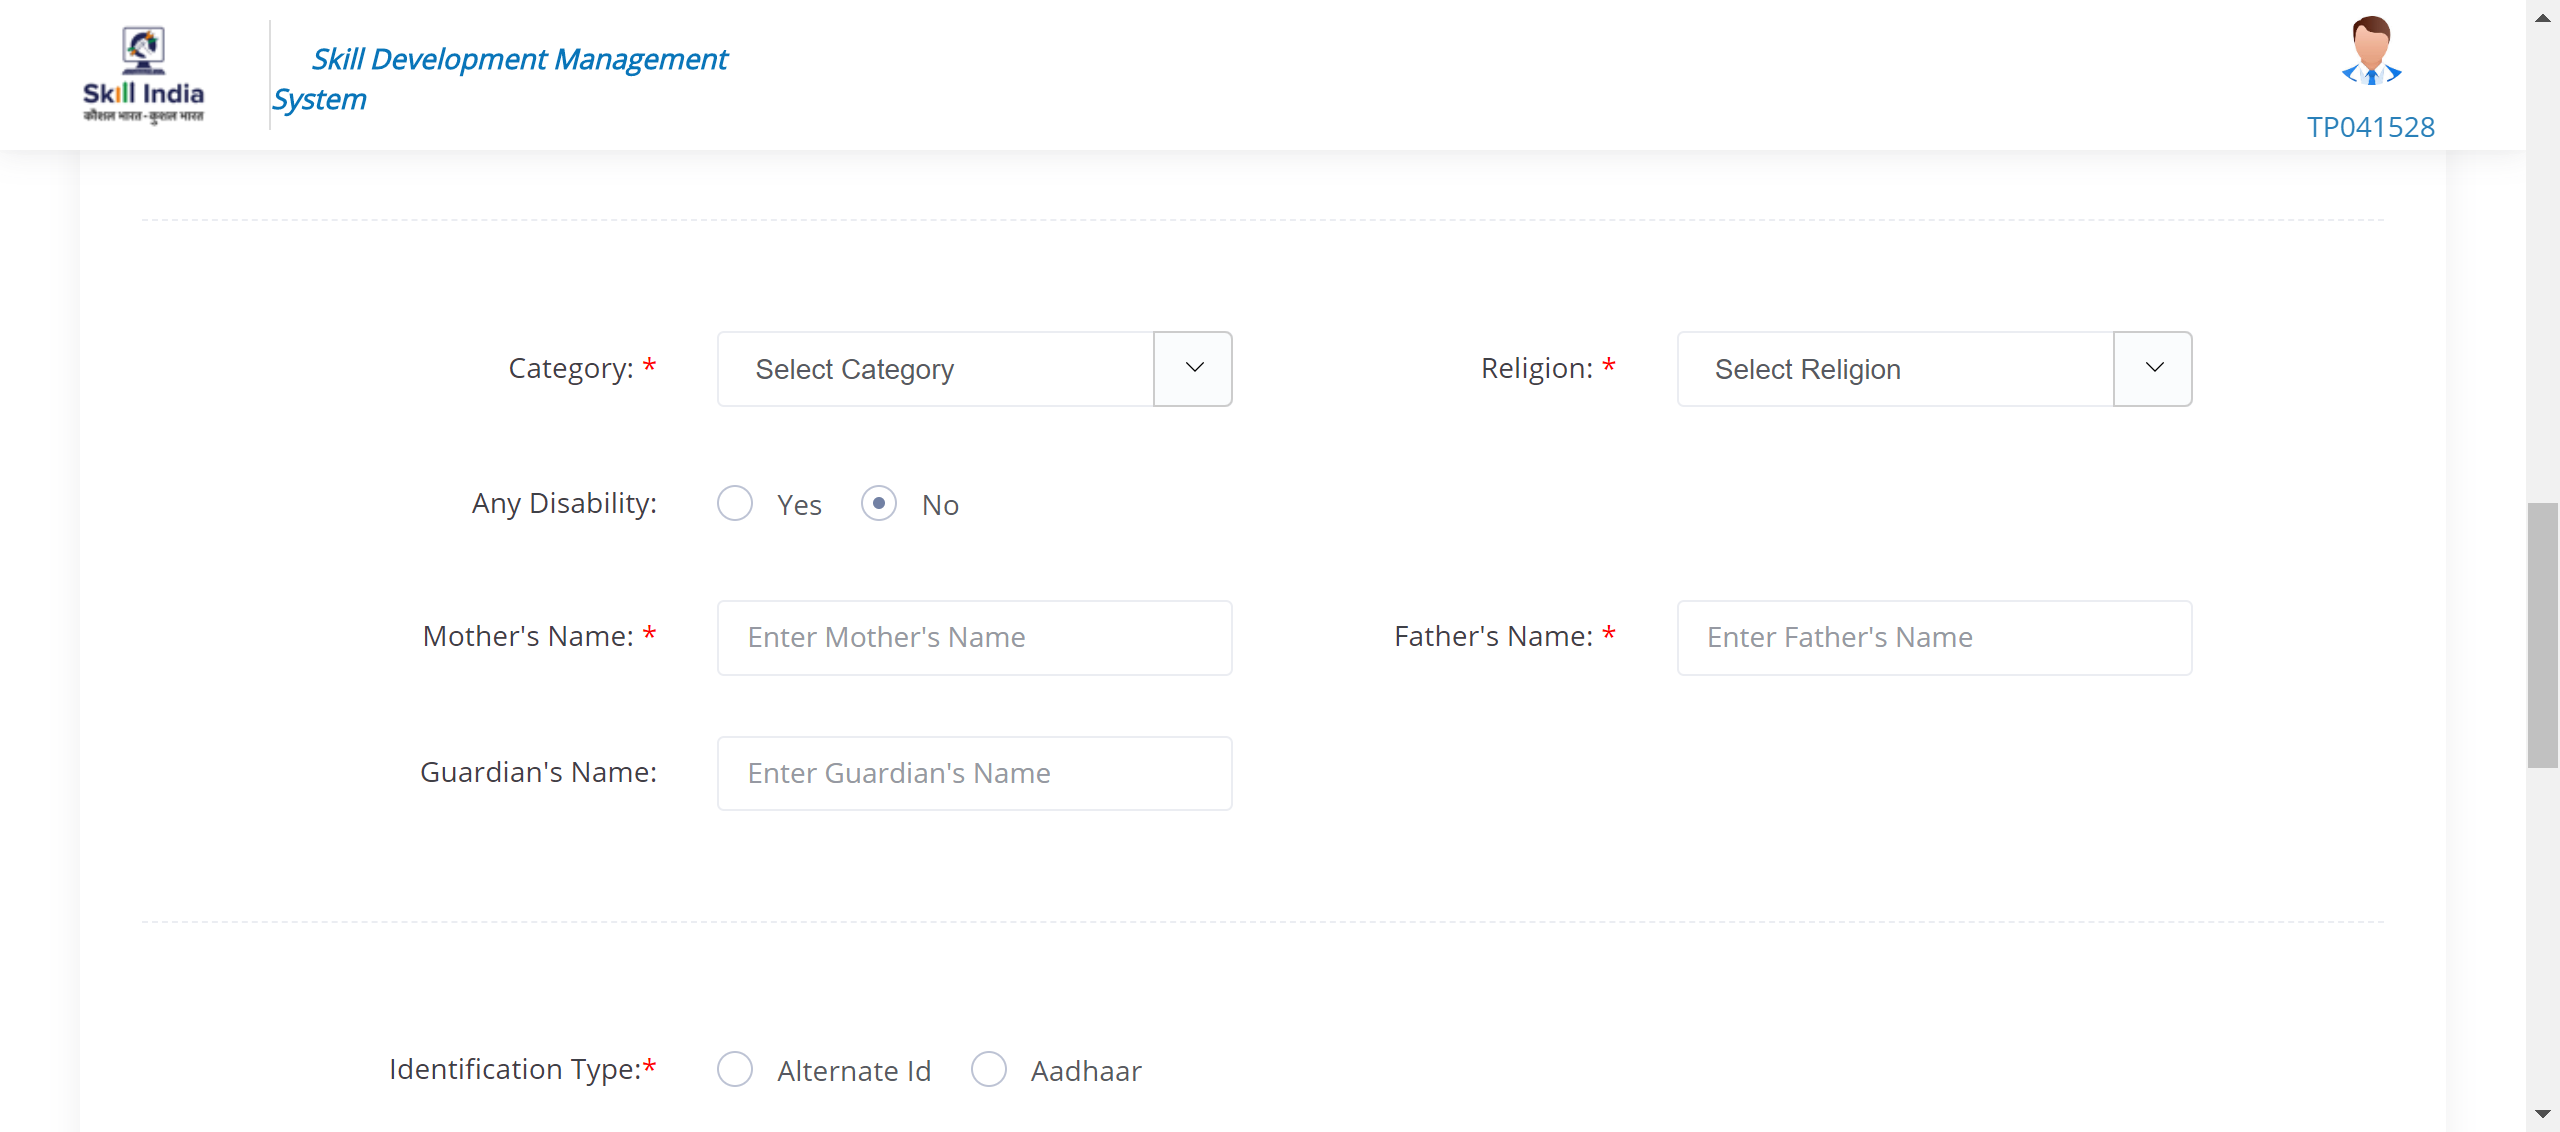 Skill India
कौशल भारत - कुशल भारत
Skill Development Management
System
TP041528
Category: * Select Category Religion: * Select Religion
Any Disability: Yes No
Mother's Name: * Enter Mother's Name Father's Name: * Enter Father's Name
Guardian's Name: Enter Guardian's Name
Identification Type:* Alternate Id Aadhaar